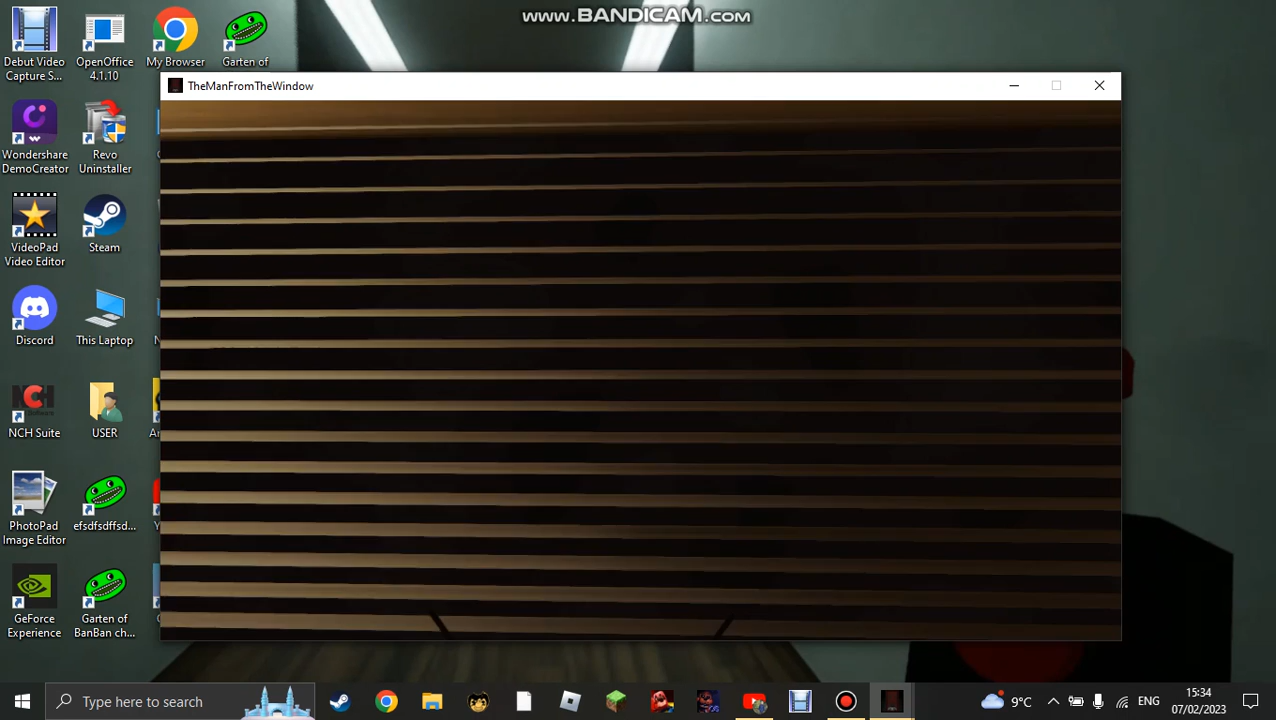 www.BANDICAM.com
Debut Video
Capture S...
OpenOffice
4.1.10
My Browser
Garten of
TheManFromTheWindow
Wondershare
DemoCreator
Revo
Uninstaller
VideoPad
Video Editor
Steam
Discord
This Laptop
NCH
NCH Suite
USER
PhotoPad
Image Editor
efsdfsdffsd...
GeForce
Experience
Garten of
BanBan ch...
Type here to search
9°C
ENG
15:34
07/02/2023